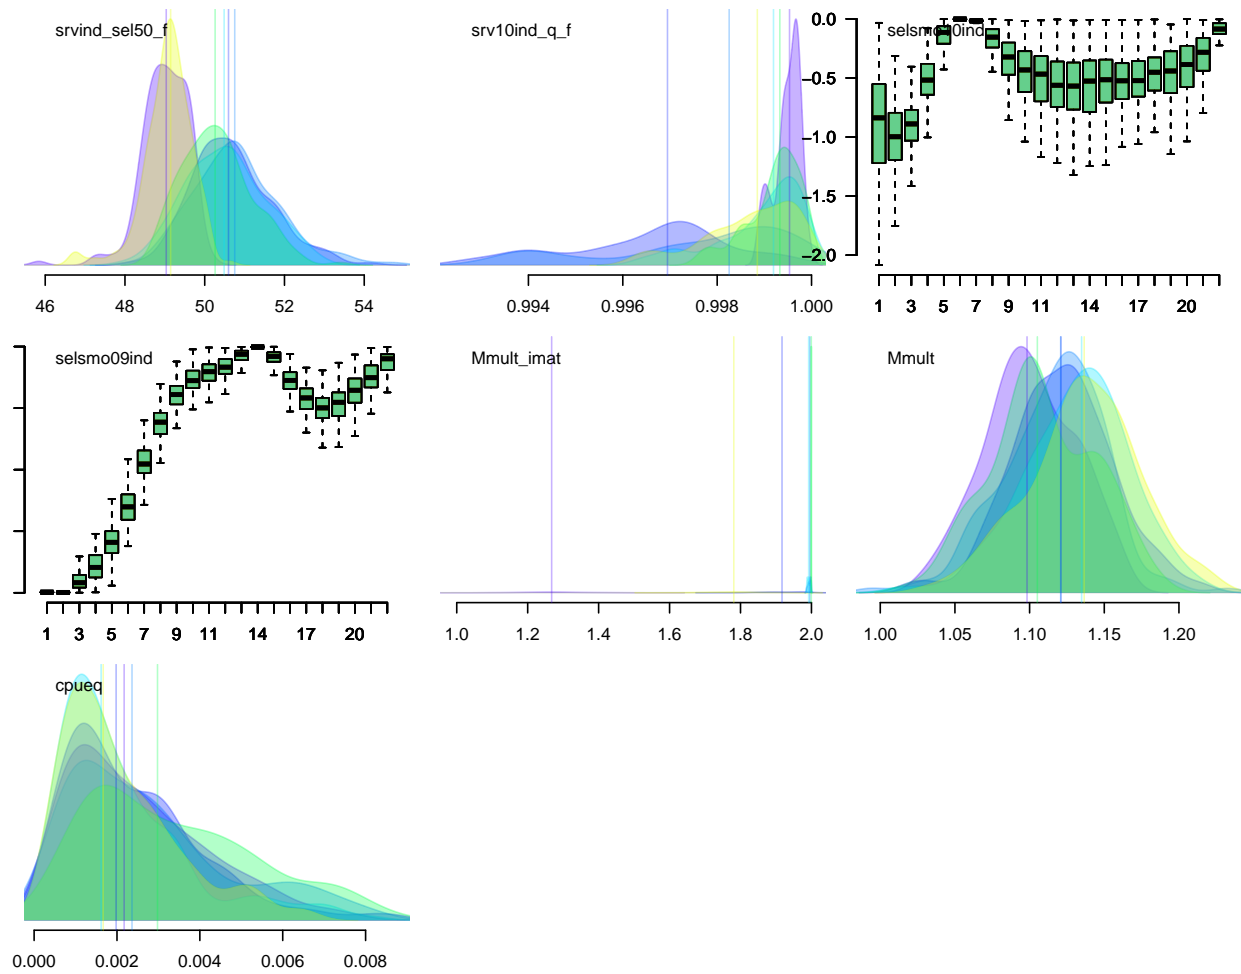 srvind_sel50_f
46 48 50 52 54
srv10ind_q_f
0.994 0.996 0.998 1.000
selsmo10ind
0.0
−0.5
−1.0
−1.5
−2.0
1 3 5 7 9 11 14 17 20
selsmo09ind
1 3 5 7 9 11 14 17 20
Mmult_imat
1.0 1.2 1.4 1.6 1.8 2.0
Mmult
1.00 1.05 1.10 1.15 1.20
cpueq
0.000 0.002 0.004 0.006 0.008